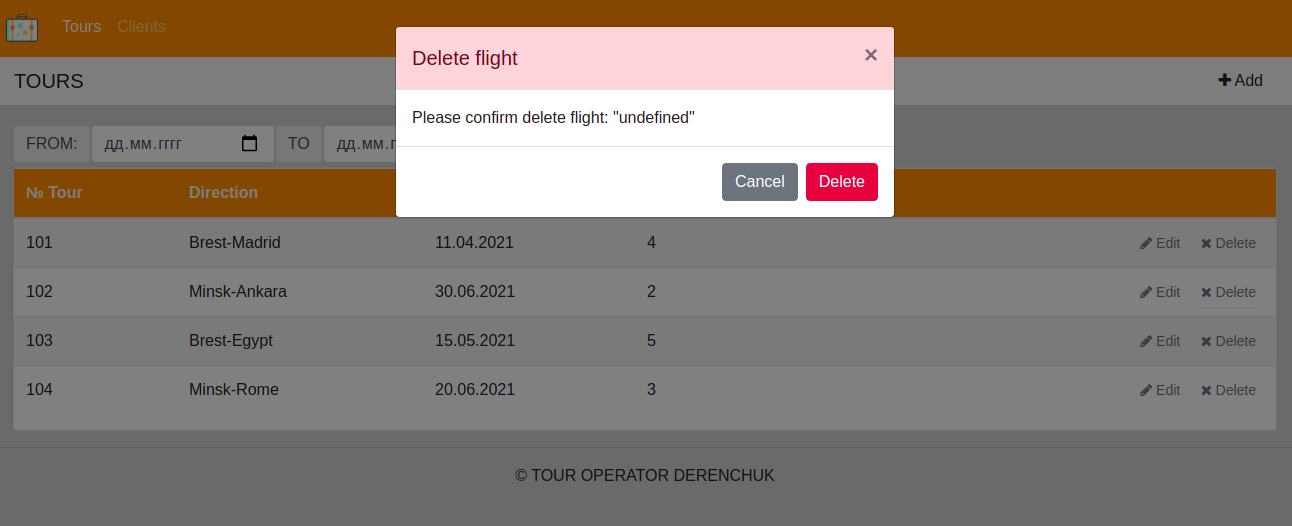 Tours Clients
Delete flight ×
TOURS
Add
Please confirm delete flight: "undefined"
FROM: дд.мм.гггг TO дд.мм.г
Cancel Delete
№ Tour Direction
101 Brest-Madrid 11.04.2021 4 Edit Delete
102 Minsk-Ankara 30.06.2021 2 Edit Delete
103 Brest-Egypt 15.05.2021 5 Edit Delete
104 Minsk-Rome 20.06.2021 3 Edit Delete
© TOUR OPERATOR DERENCHUK